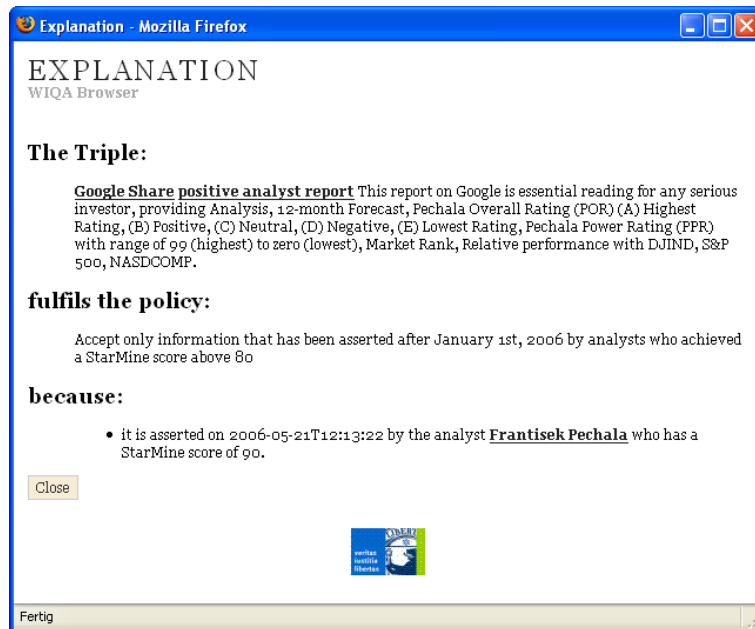 Explanation - Mozilla Firefox
EXPLANATION
WIQA Browser
The Triple:
Google Share positive analyst report This report on Google is essential reading for any serious
investor, providing Analysis, 12-month Forecast, Pechala Overall Rating (POR) (A) Highest
Rating, (B) Positive, (C) Neutral, (D) Negative, (E) Lowest Rating, Pechala Power Rating (PPR)
with range of 99 (highest) to zero (lowest), Market Rank, Relative performance with DJIND, S&P
500, NASDCOMP.
fulfils the policy:
Accept only information that has been asserted after January 1st, 2006 by analysts who achieved
a StarMine score above 80
because:
• it is asserted on 2006-05-21T12:13:22 by the analyst Frantisek Pechala who has a
StarMine score of 90.
Close
veritas
iustitia
libertas
Fertig